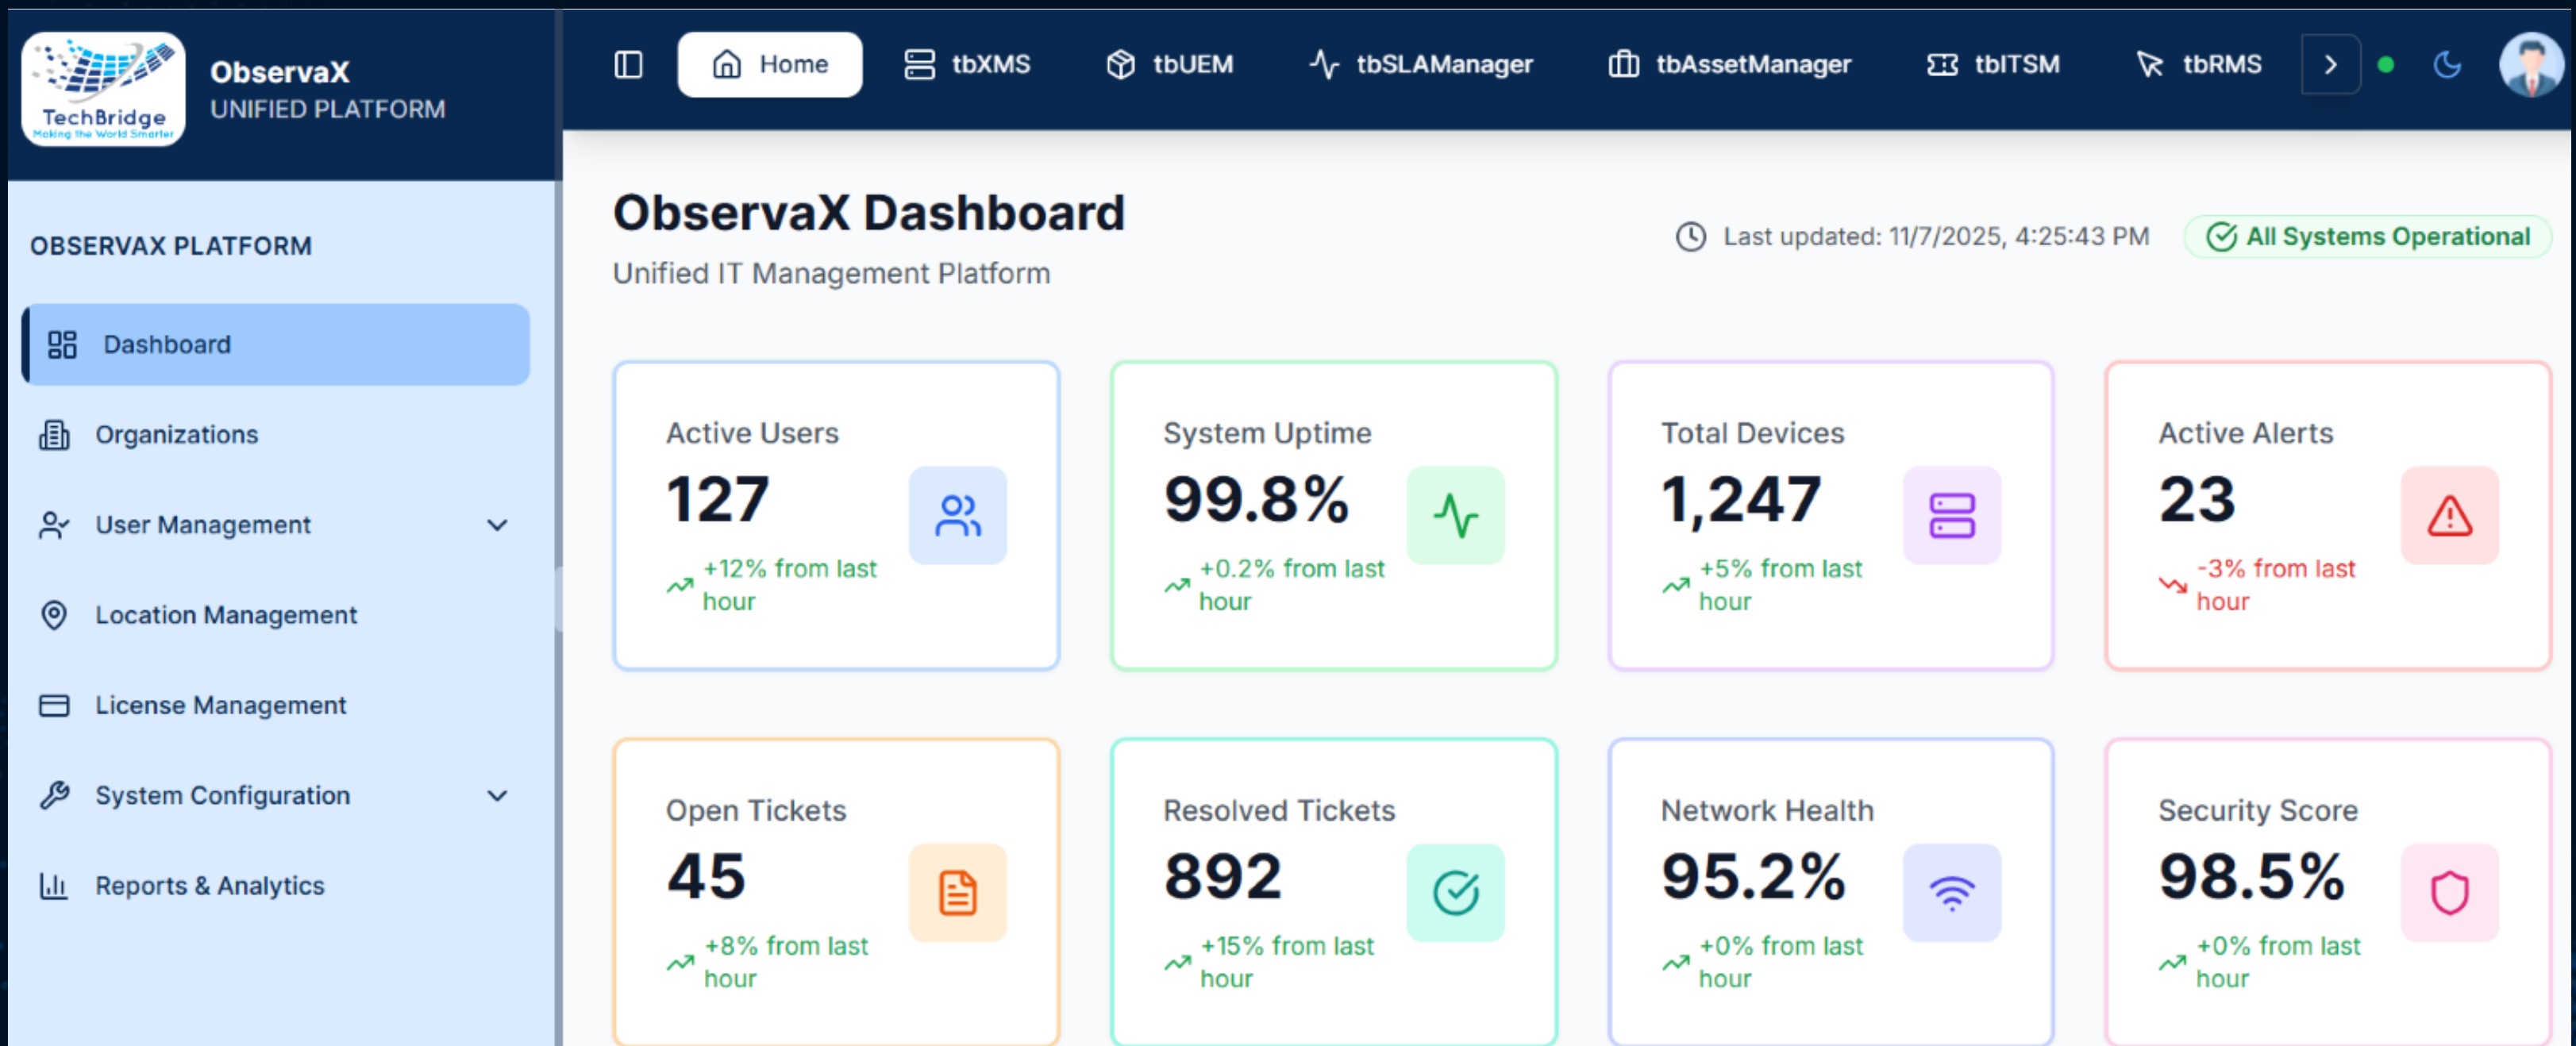 TechBridge
Making the World Smarter
ObservaX
UNIFIED PLATFORM
Home
tbXMS
tbUEM
tbSLAManager
tbAssetManager
tbITSM
tbRMS
OBSERVAX PLATFORM
Dashboard
Organizations
User Management
Location Management
License Management
System Configuration
Reports & Analytics
ObservaX Dashboard
Unified IT Management Platform
Last updated: 11/7/2025, 4:25:43 PM
All Systems Operational
Active Users
127
+12% from last
hour
System Uptime
99.8%
+0.2% from last
hour
Total Devices
1,247
+5% from last
hour
Active Alerts
23
-3% from last
hour
Open Tickets
45
+8% from last
hour
Resolved Tickets
892
+15% from last
hour
Network Health
95.2%
+0% from last
hour
Security Score
98.5%
+0% from last
hour